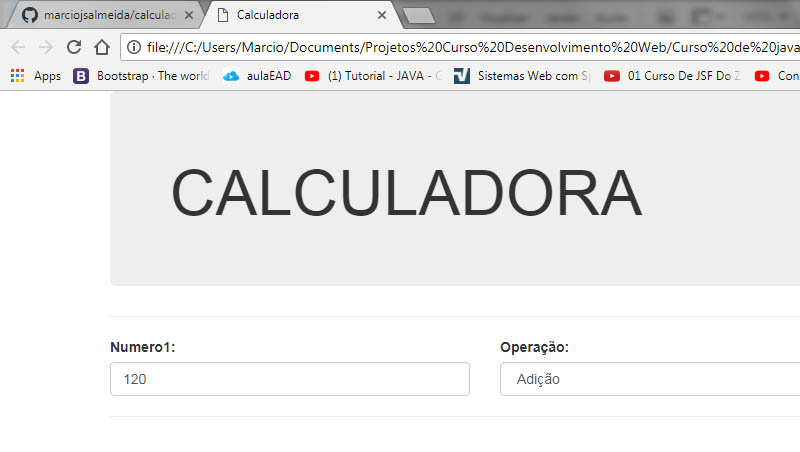 marciojsalmeida/calculad
Calculadora
file:///C:/Users/Marcio/Documents/Projetos%20Curso%20Desenvolvimento%20Web/Curso%20de%20java
Apps Bootstrap · The world aulaEAD (1) Tutorial - JAVA - C Sistemas Web com Sp 01 Curso De JSF Do Z Con
CALCULADORA
Numero1: Operação:
120 Adição